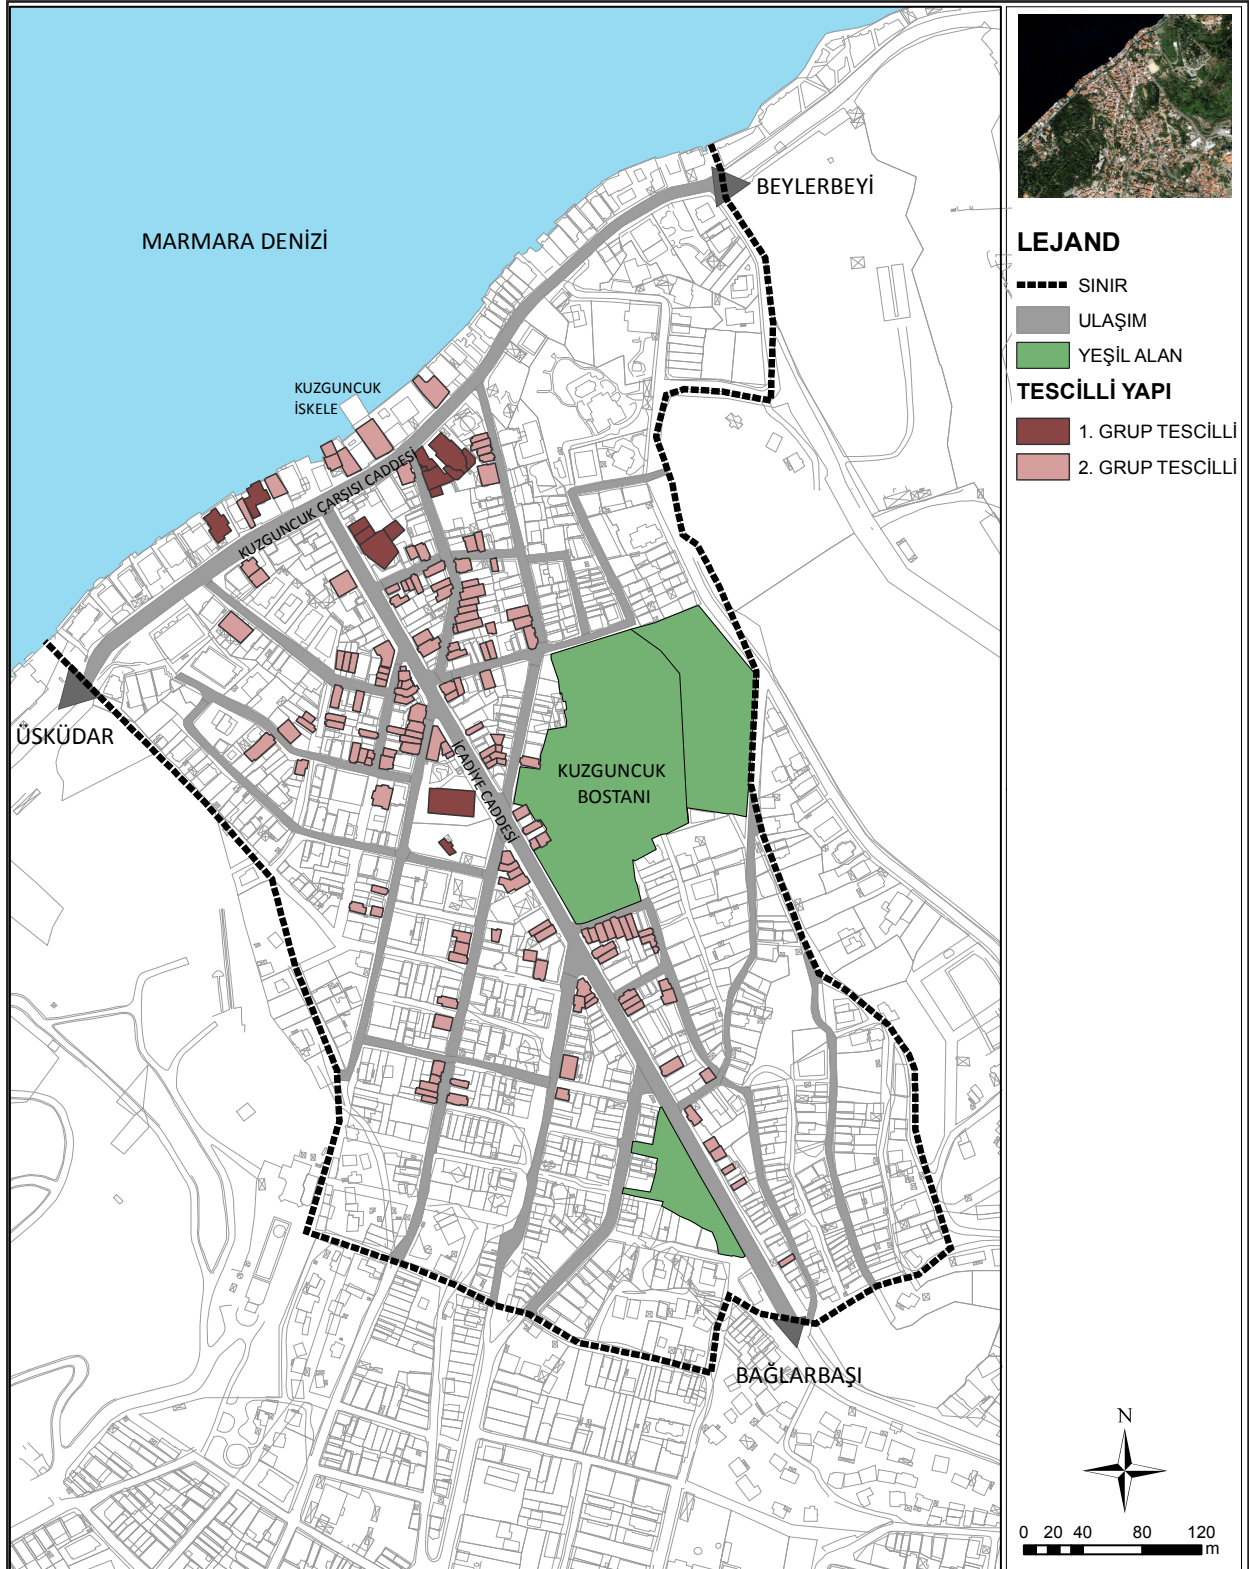 MARMARA DENİZİ
BEYLERBEYİ
KUZGUNCUK
İSKELE
KUZGUNCUK ÇARŞISI CADDESİ
ÜSKÜDAR
İCADİYE CADDESİ
KUZGUNCUK
BOSTANI
BAĞLARBAŞI
LEJAND
SINIR
ULAŞIM
YEŞİL ALAN
TESCİLLİ YAPI
1. GRUP TESCİLLİ
2. GRUP TESCİLLİ
N
0 20 40 80 120
m